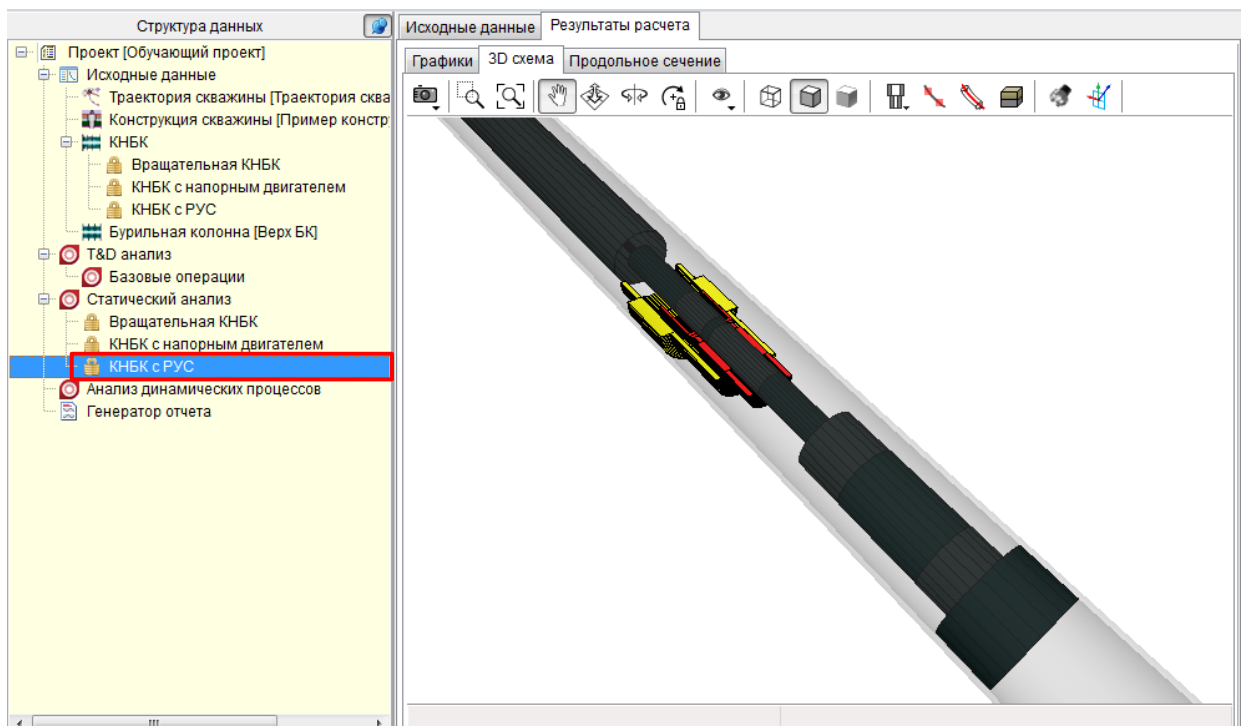 Структура данных
Исходные данные
Результаты расчета
Графики
3D схема
Продольное сечение
Проект [Обучающий проект]
Исходные данные
Траектория скважины [Траектория сква
Конструкция скважины [Пример констр
КНБК
Вращательная КНБК
КНБК с напорным двигателем
КНБК с РУС
Бурильная колонна [Верх БК]
T&D анализ
Базовые операции
Статический анализ
Вращательная КНБК
КНБК с напорным двигателем
КНБК с РУС
Анализ динамических процессов
Генератор отчета